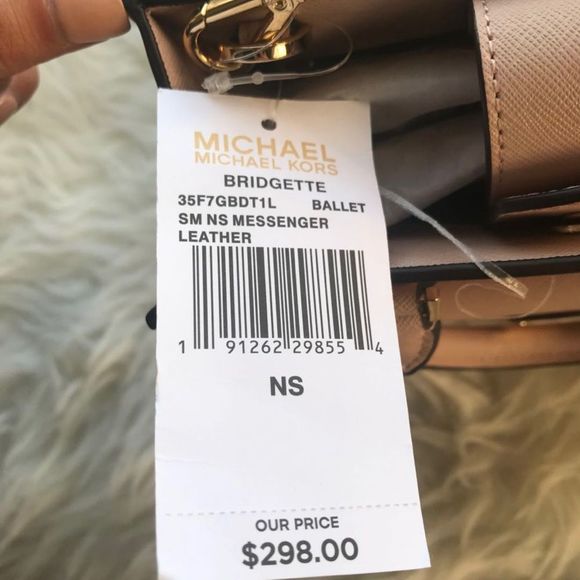 MICHAEL
MICHAEL KORS
BRIDGETTE
35F7GBDT1L BALLET
SM NS MESSENGER
LEATHER
1 91262 29855 4
NS
OUR PRICE
$298.00